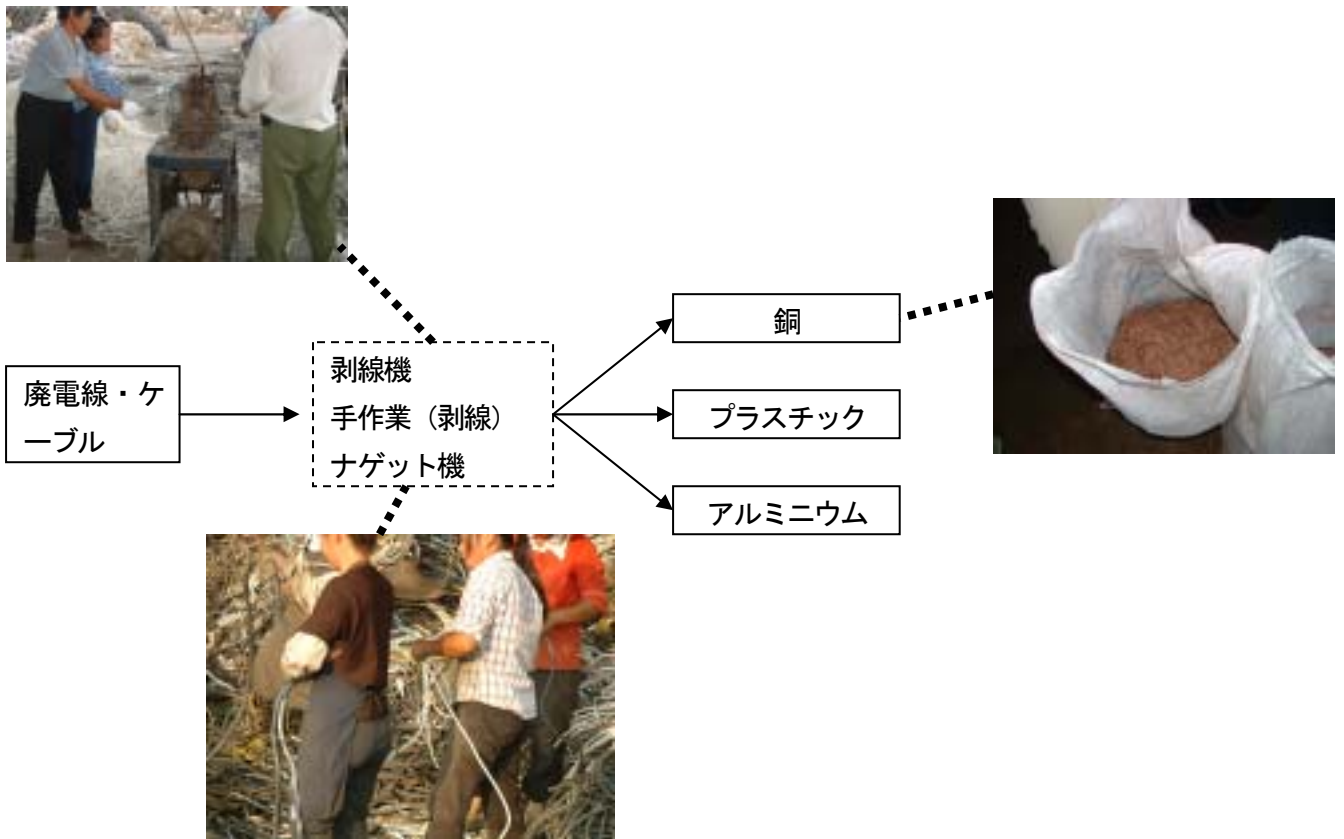 廃電線・ケ
ーブル
剥線機
手作業（剥線）
ナゲット機
銅
プラスチック
アルミニウム